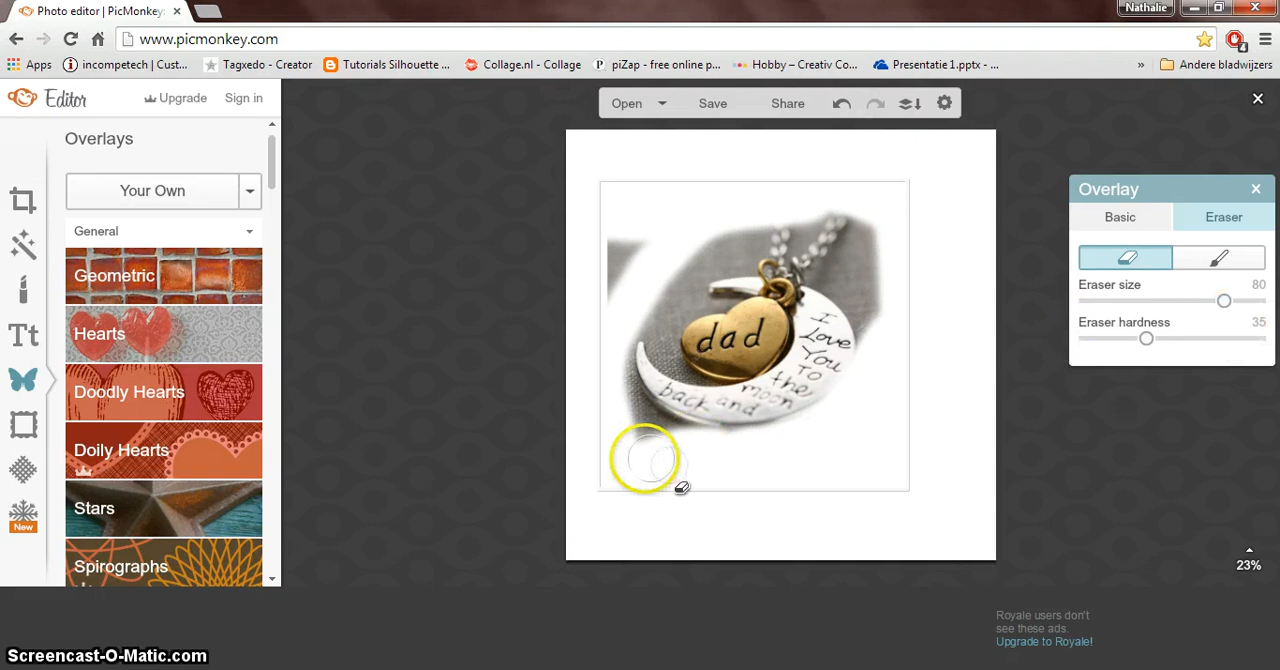 Photo editor | PicMonkey:
Nathalie
www.picmonkey.com
4
Apps
incompetech | Cust...
Tagxedo - Creator
Tutorials Silhouette ...
Collage.nl - Collage
piZap - free online p...
Hobby – Creativ Co...
Presentatie 1.pptx - ...
»
Andere bladwijzers
Editor
Upgrade
Sign in
Open
Save
Share
Overlays
Your Own
General
Geometric
Hearts
Doodly Hearts
Doily Hearts
Stars
Spirographs
Tt
New
dad
I
Love
You
To
the
moon
and
back
Overlay
Basic
Eraser
Eraser size
80
Eraser hardness
35
23%
Royale users don't
see these ads.
Upgrade to Royale!
Screencast-O-Matic.com